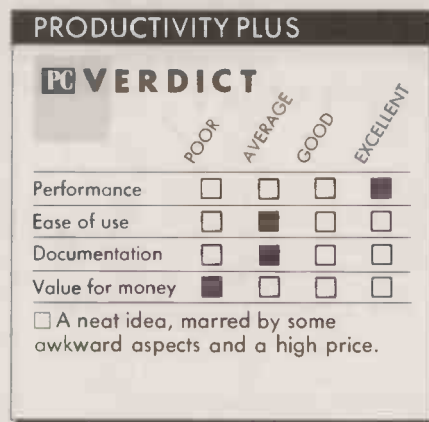 PRODUCTIVITY PLUS
PC VERDICT
POOR AVERAGE GOOD EXCELLENT
Performance
Ease of use
Documentation
Value for money
A neat idea, marred by some
awkward aspects and a high price.